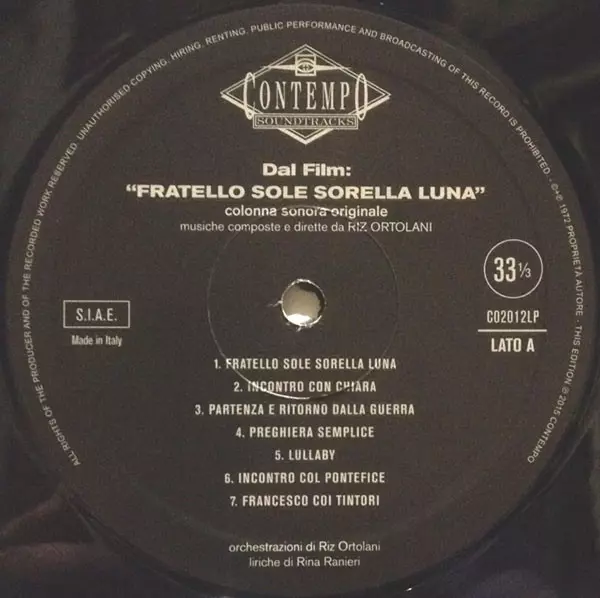 ALL RIGHTS OF THE PRODUCER AND OF THE RECORDED WORK RESERVED. UNAUTHORISED COPYING, HIRING, RENTING, PUBLIC PERFORMANCE AND BROADCASTING OF THIS RECORD IS PROHIBITED. - ©+℗ 1972 PROPRIETÀ AUTORE - THIS EDITION ℗ 2015 CONTEMPO
CONTEMPO
SOUNDTRACKS
Dal Film:
“FRATELLO SOLE SORELLA LUNA”
colonna sonora originale
musiche composte e dirette da RIZ ORTOLANI
33 1/3
S.I.A.E.
CO2012LP
Made in Italy
LATO A
1. FRATELLO SOLE SORELLA LUNA
2. INCONTRO CON CHIARA
3. PARTENZA E RITORNO DALLA GUERRA
4. PREGHIERA SEMPLICE
5. LULLABY
6. INCONTRO COL PONTEFICE
7. FRANCESCO COI TINTORI
orchestrazioni di Riz Ortolani
liriche di Rina Ranieri